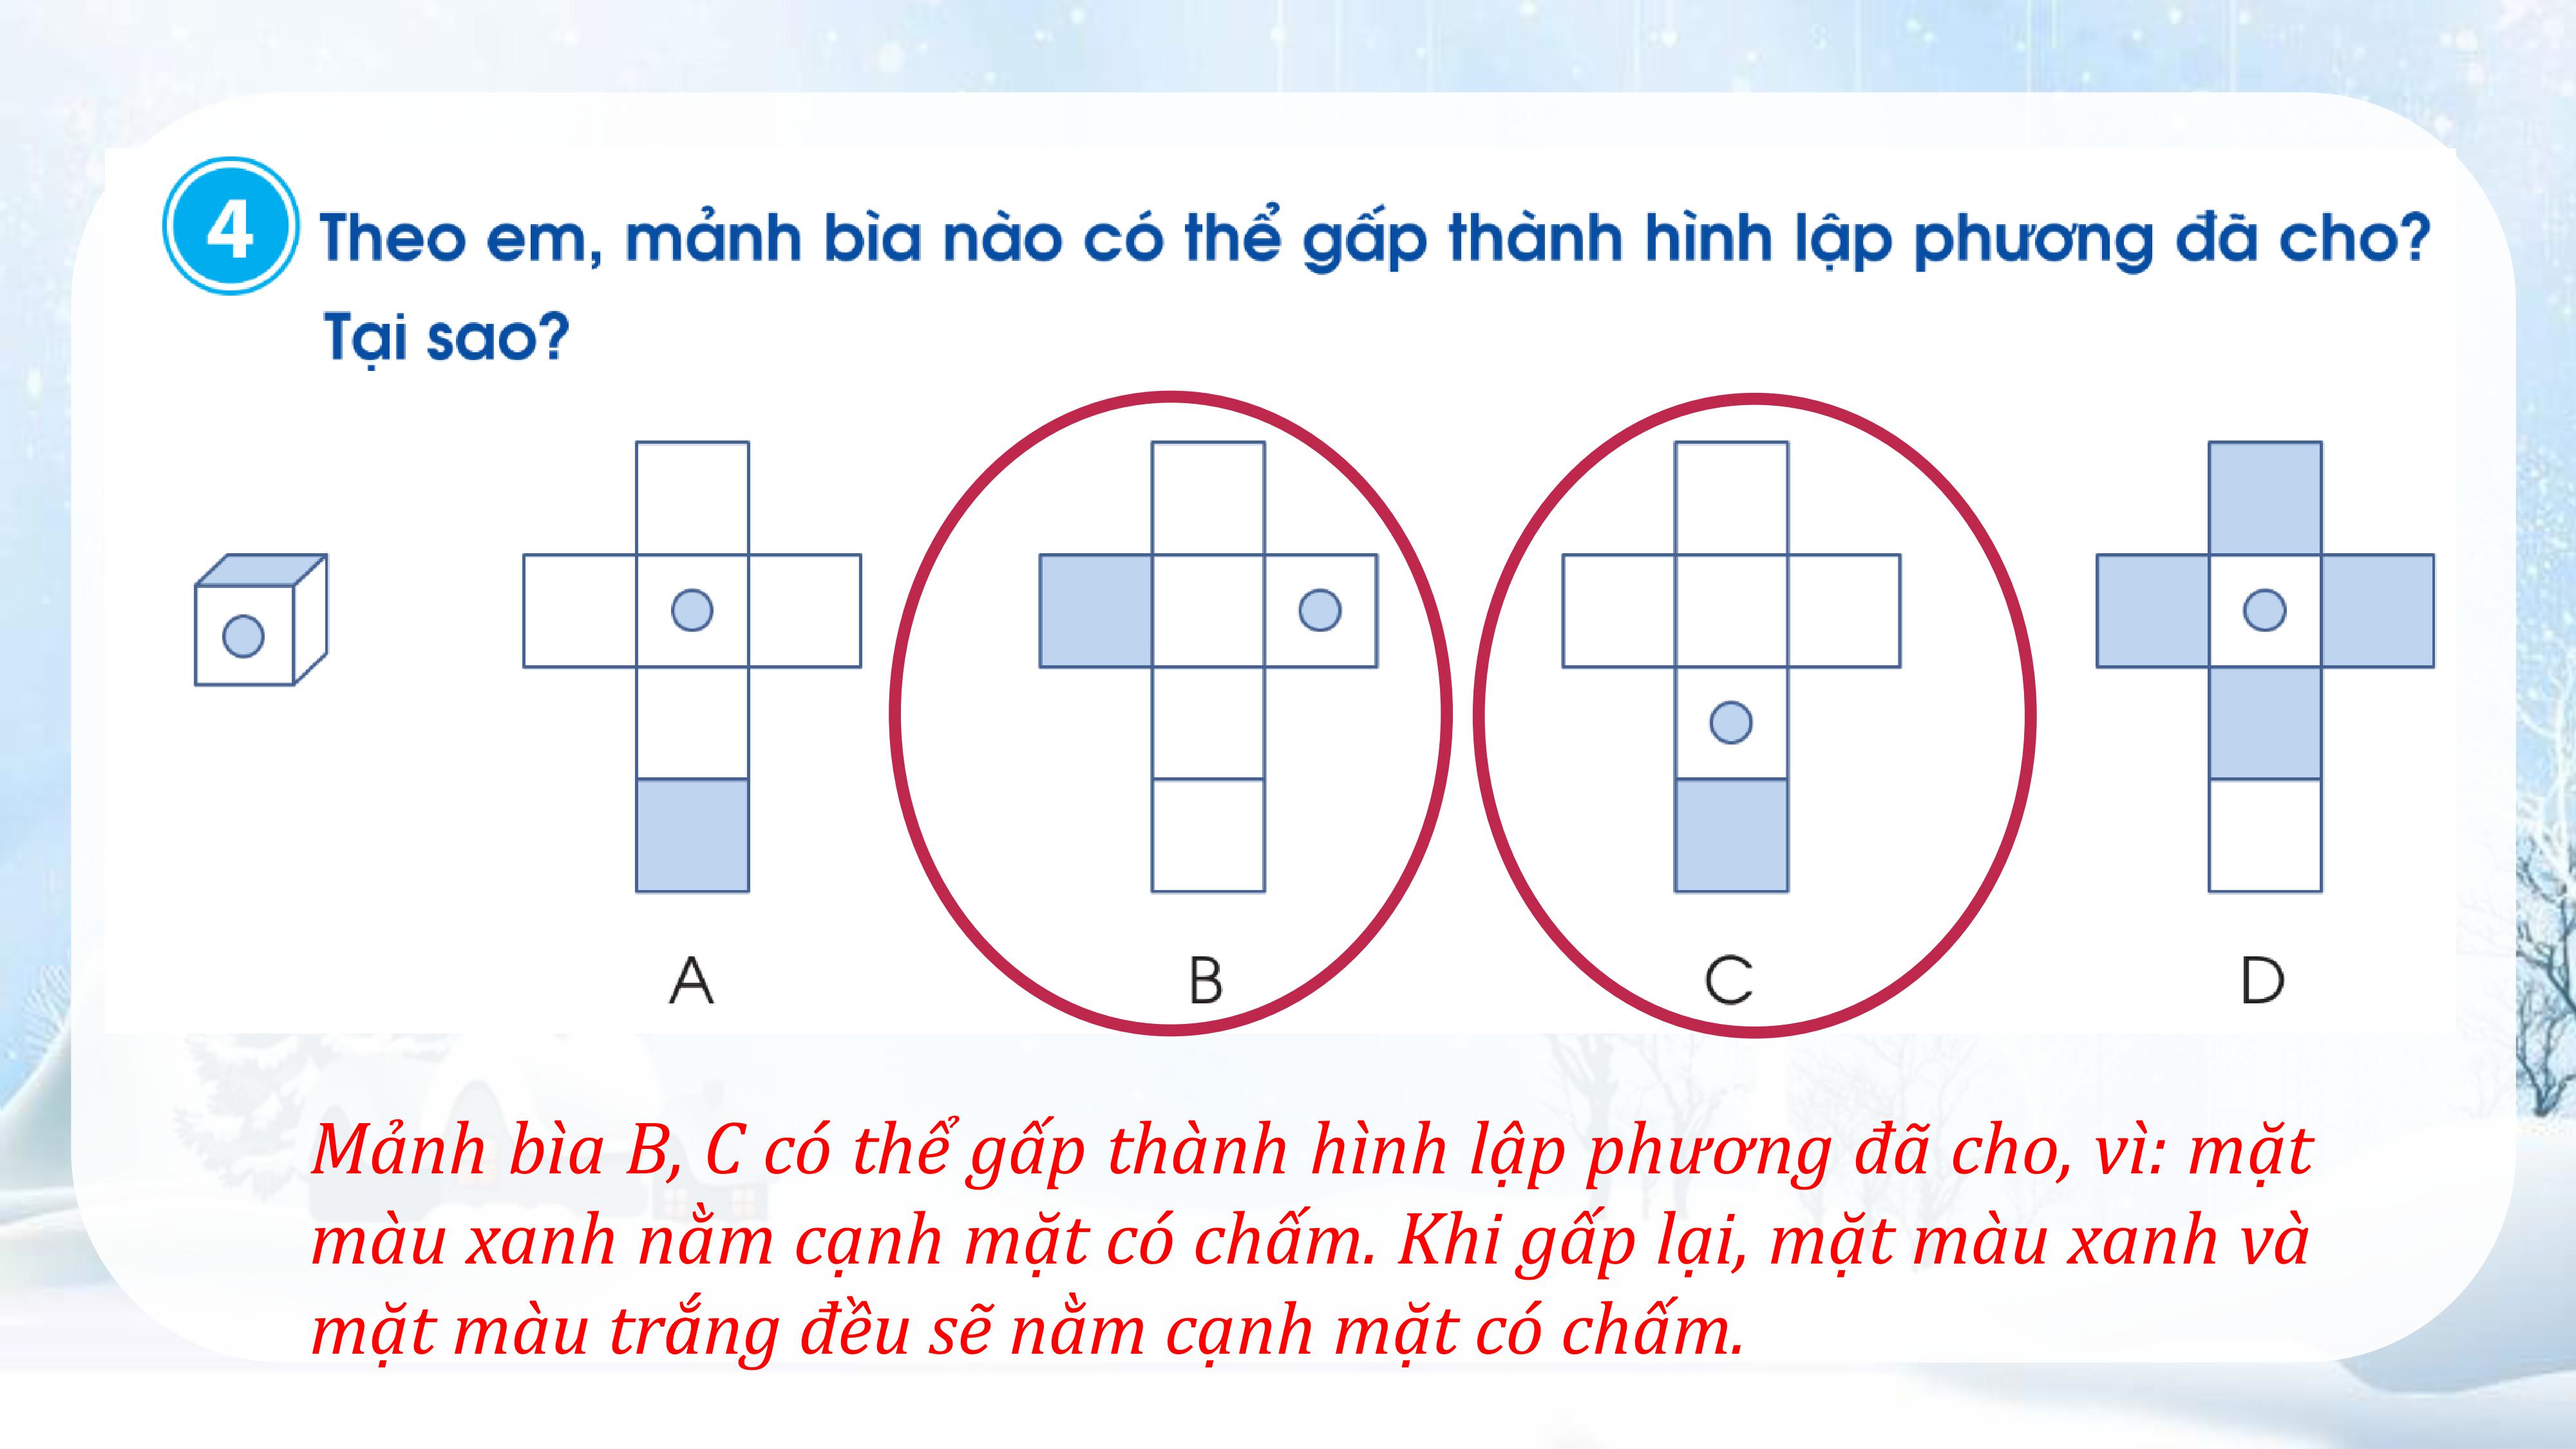 4 Theo em, mảnh bìa nào có thể gấp thành hình lập phương đã cho?
Tại sao?
A B C D
Mảnh bìa B, C có thể gấp thành hình lập phương đã cho, vì: mặt
màu xanh nằm cạnh mặt có chấm. Khi gấp lại, mặt màu xanh và
mặt màu trắng đều sẽ nằm cạnh mặt có chấm.